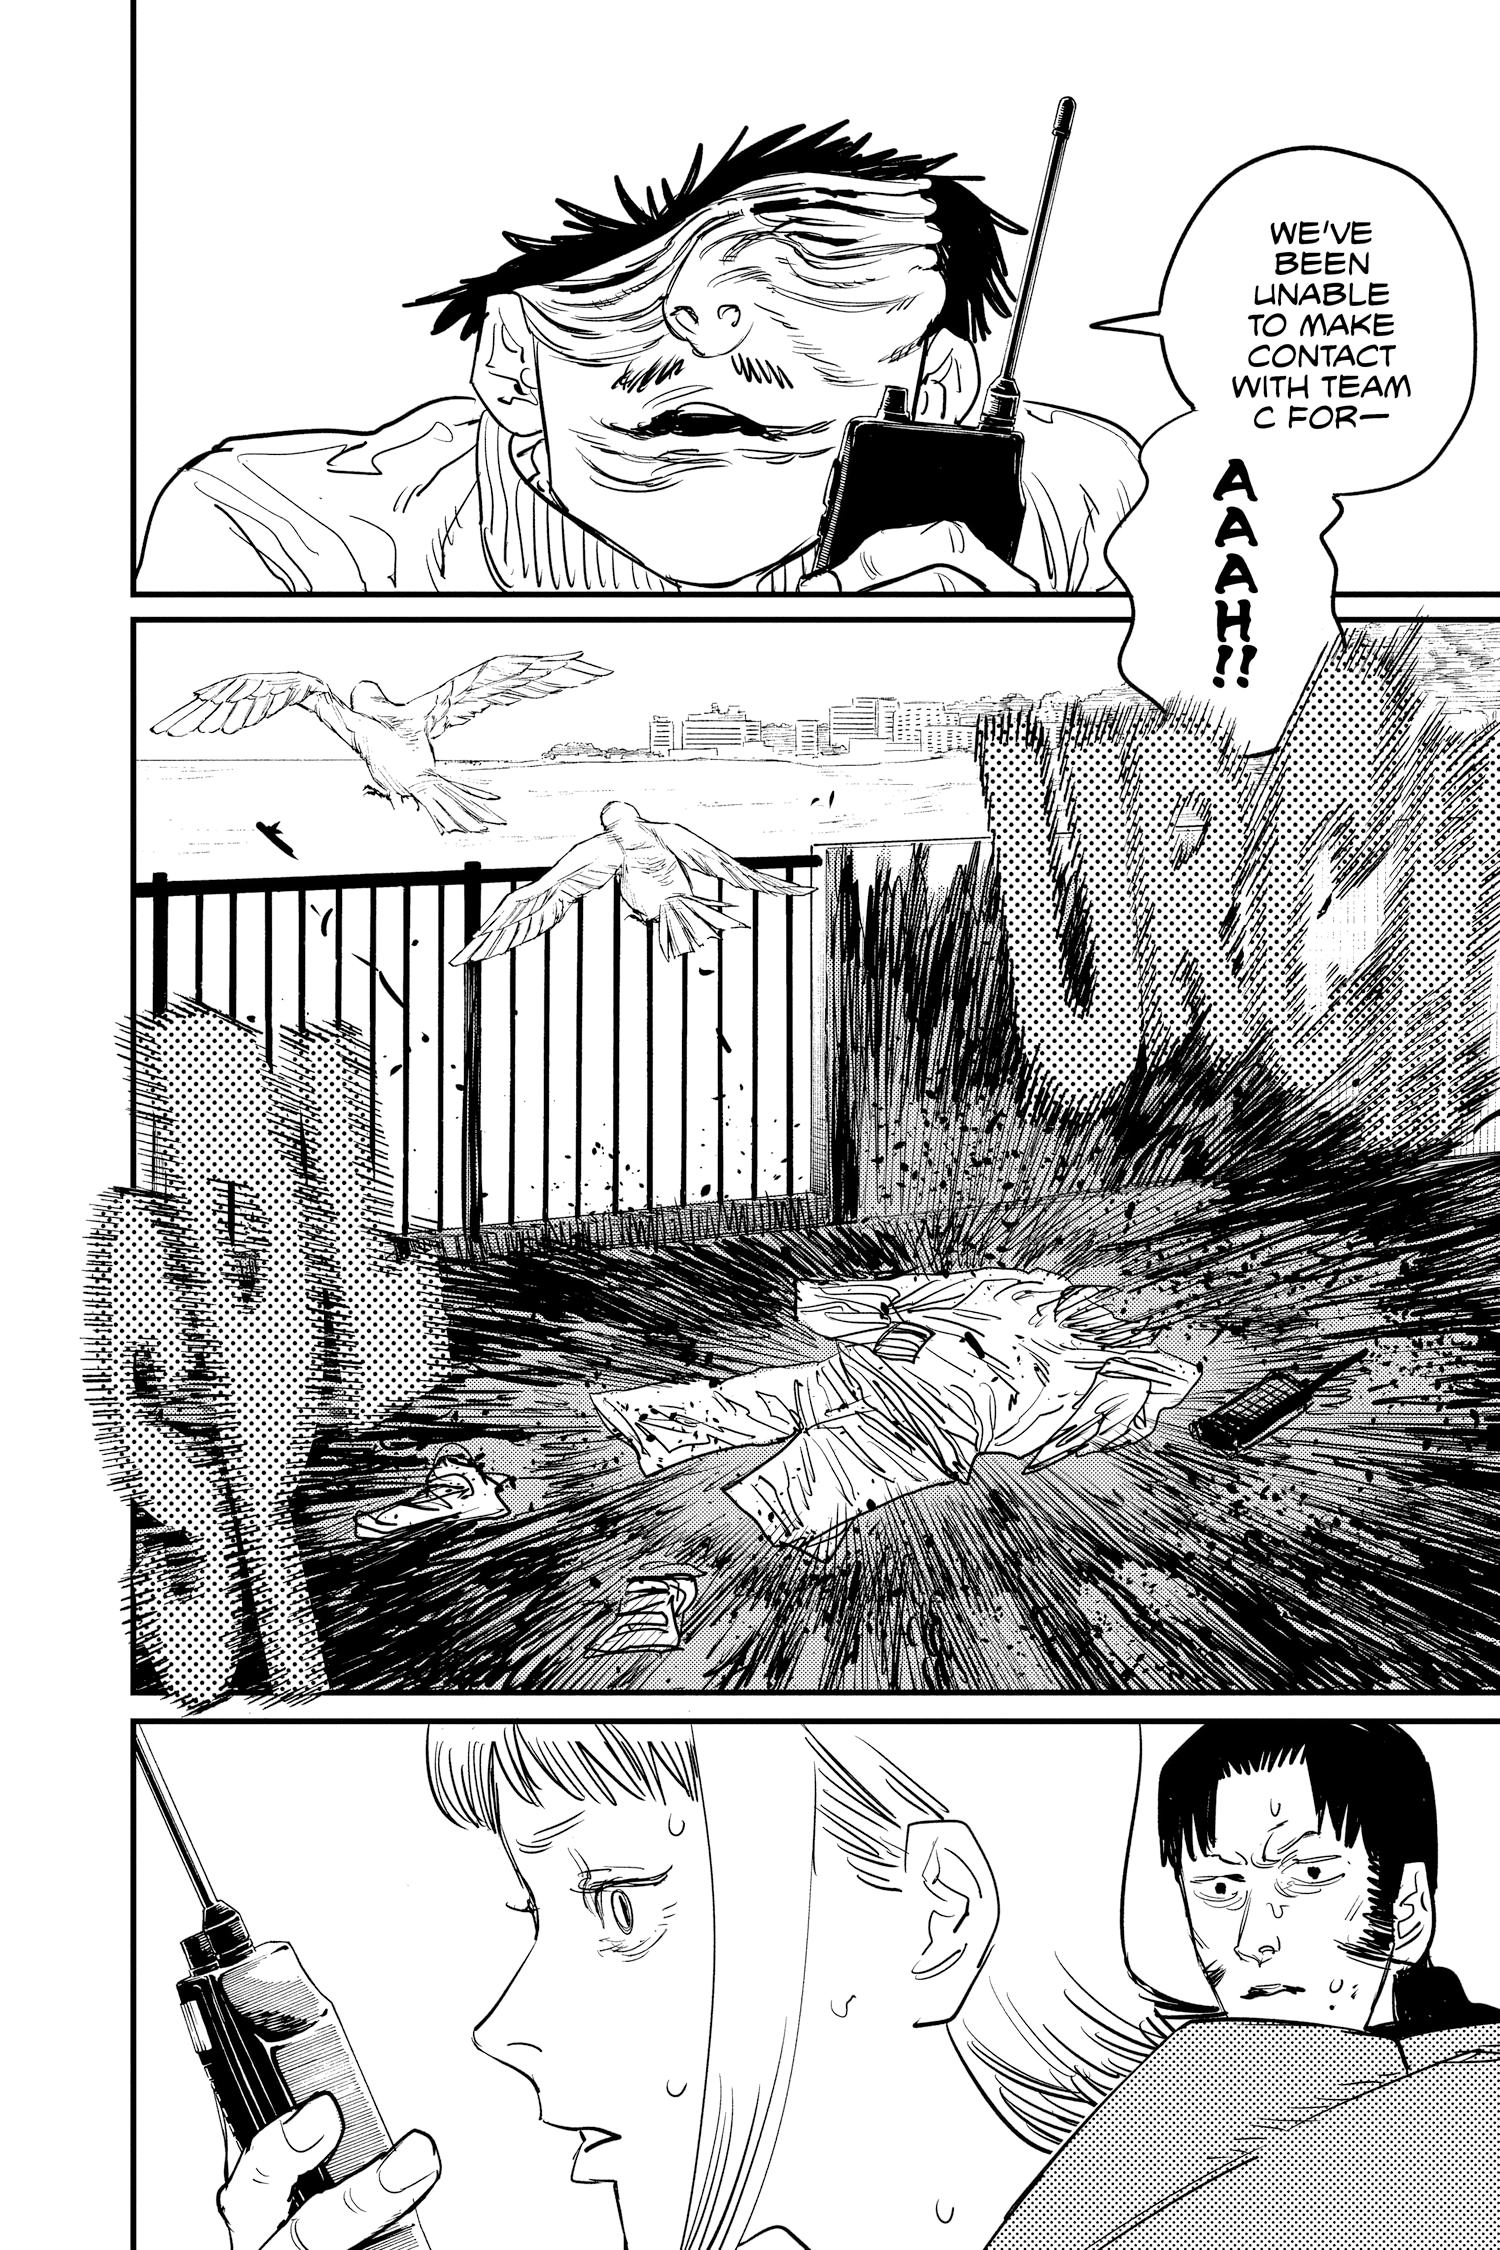 WE'VE
BEEN
UNABLE
TO MAKE
CONTACT
WITH TEAM
C FOR—
AAAH!!